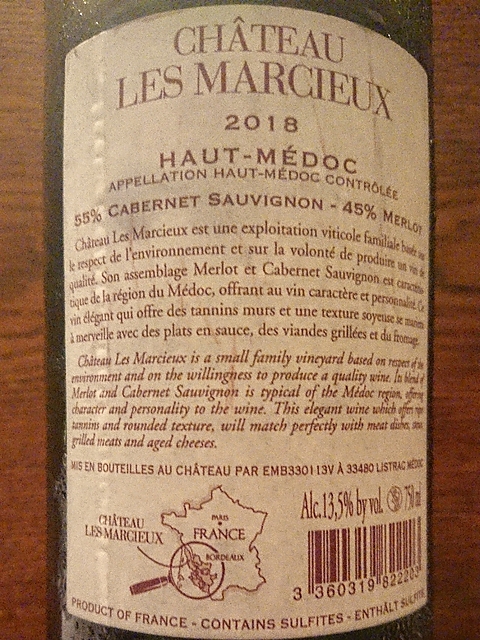 CHÂTEAU
LES MARCIEUX
2018
HAUT-MÉDOC
APPELLATION HAUT-MÉDOC CONTRÔLÉE
55% CABERNET SAUVIGNON - 45% MERLOT
Château Les Marcieux est une exploitation viticole familiale basée sur
le respect de l'environnement et sur la volonté de produire un vin de
qualité. Son assemblage Merlot et Cabernet Sauvignon est caractéris-
tique de la région du Médoc, offrant au vin caractère et personnalité. Ce
vin élégant qui offre des tannins murs et une texture soyeuse se mariera
à merveille avec des plats en sauce, des viandes grillées et du fromage.
Château Les Marcieux is a small family vineyard based on respect of the
environment and on the willingness to produce a quality wine. Its blend of
Merlot and Cabernet Sauvignon is typical of the Médoc region, offering
character and personality to the wine. This elegant wine which offers ripe
tannins and rounded texture, will match perfectly with meat dishes,
grilled meats and aged cheeses.
MIS EN BOUTEILLES AU CHÂTEAU PAR EMB33011 3V À 33480 LISTRAC MÉDOC
CHÂTEAU
LES MARCIEUX
PARIS
FRANCE
BORDEAUX
Alc.13,5% by vol. 750 ml
3 360319 822203
PRODUCT OF FRANCE - CONTAINS SULFITES - ENTHÄLT SULFITE